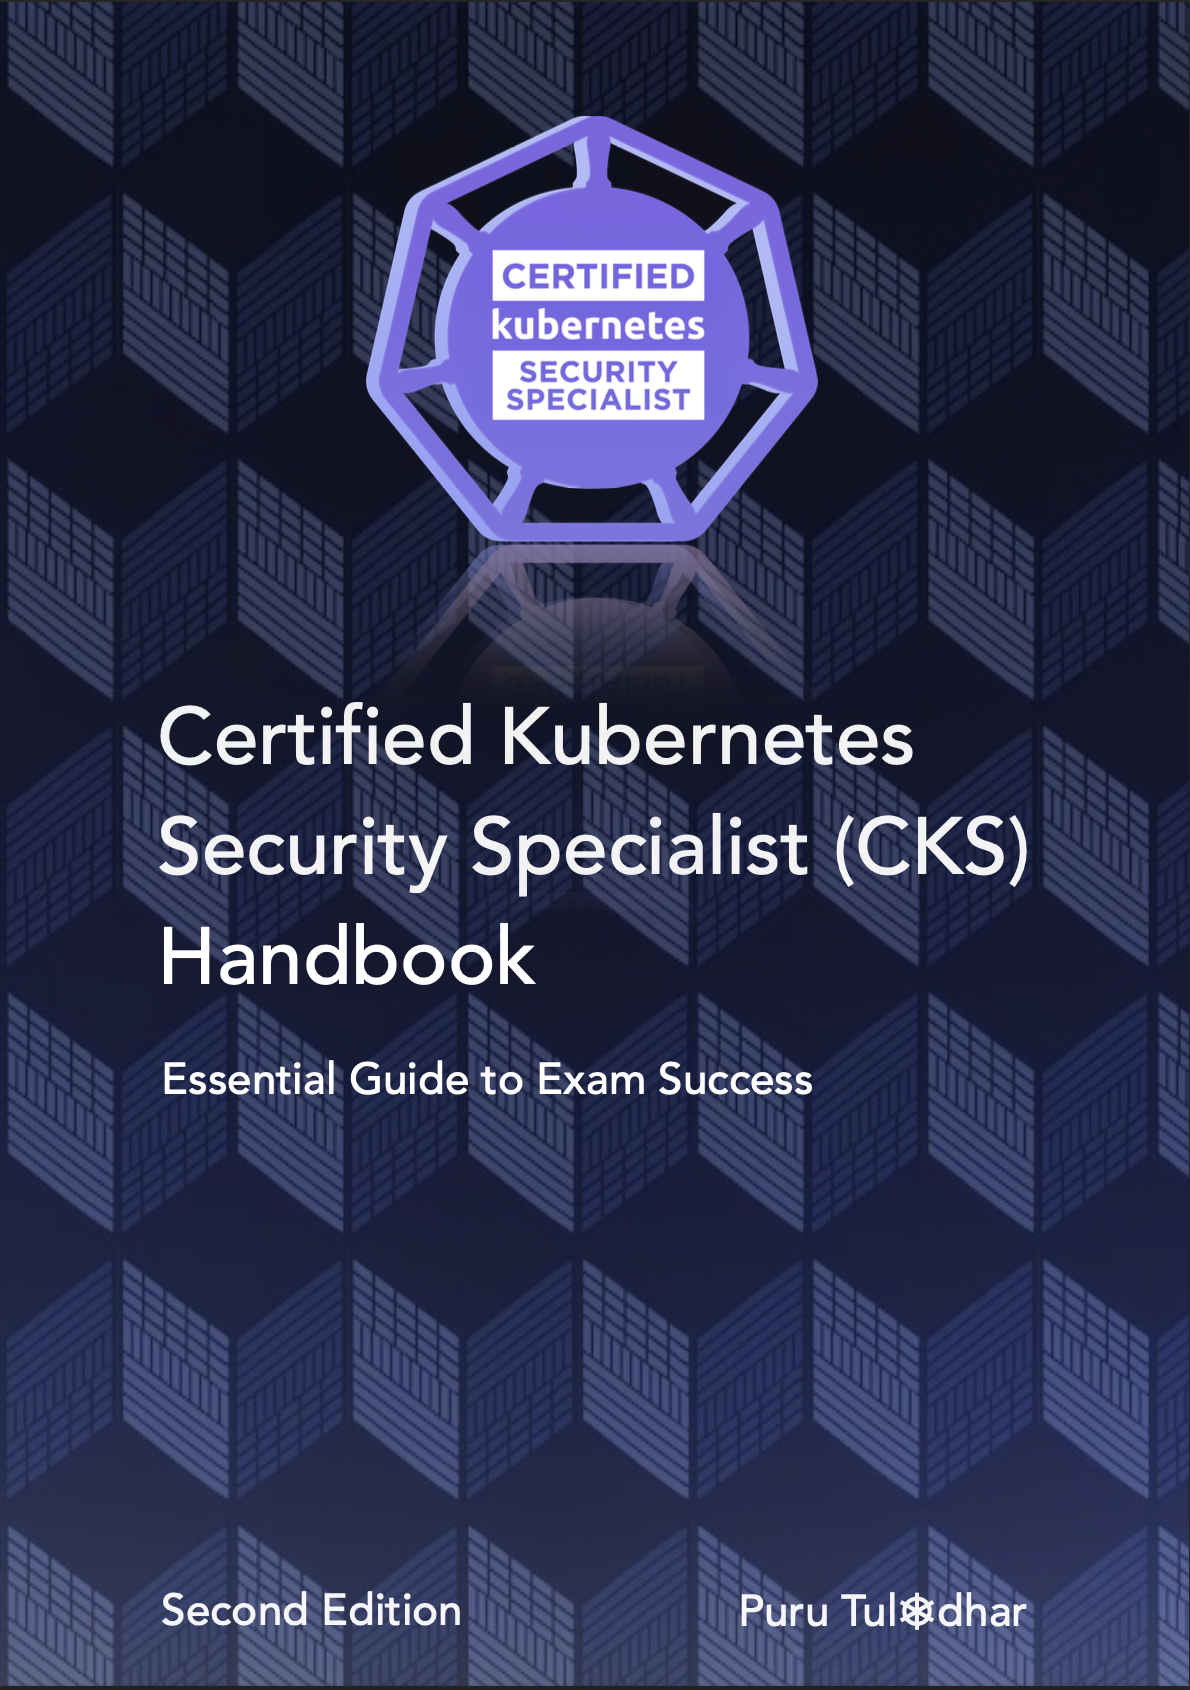 CERTIFIED
kubernetes
SECURITY
SPECIALIST
Certified Kubernetes
Security Specialist (CKS)
Handbook
Essential Guide to Exam Success
Second Edition
Puru Tul⎈dhar